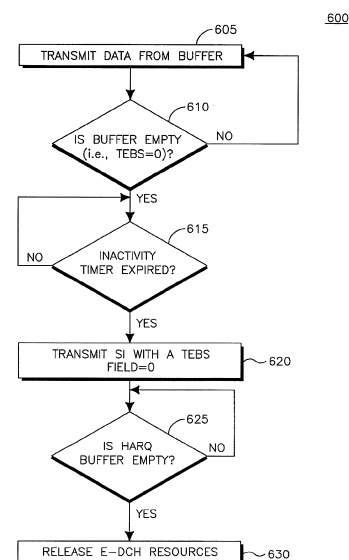 600
605
TRANSMIT DATA FROM BUFFER
610
IS BUFFER EMPTY
(i.e., TEBS=0)?
NO
YES
615
INACTIVITY
TIMER EXPIRED?
NO
YES
TRANSMIT SI WITH A TEBS
FIELD=0
620
625
IS HARQ
BUFFER EMPTY?
NO
YES
RELEASE E-DCH RESOURCES
630